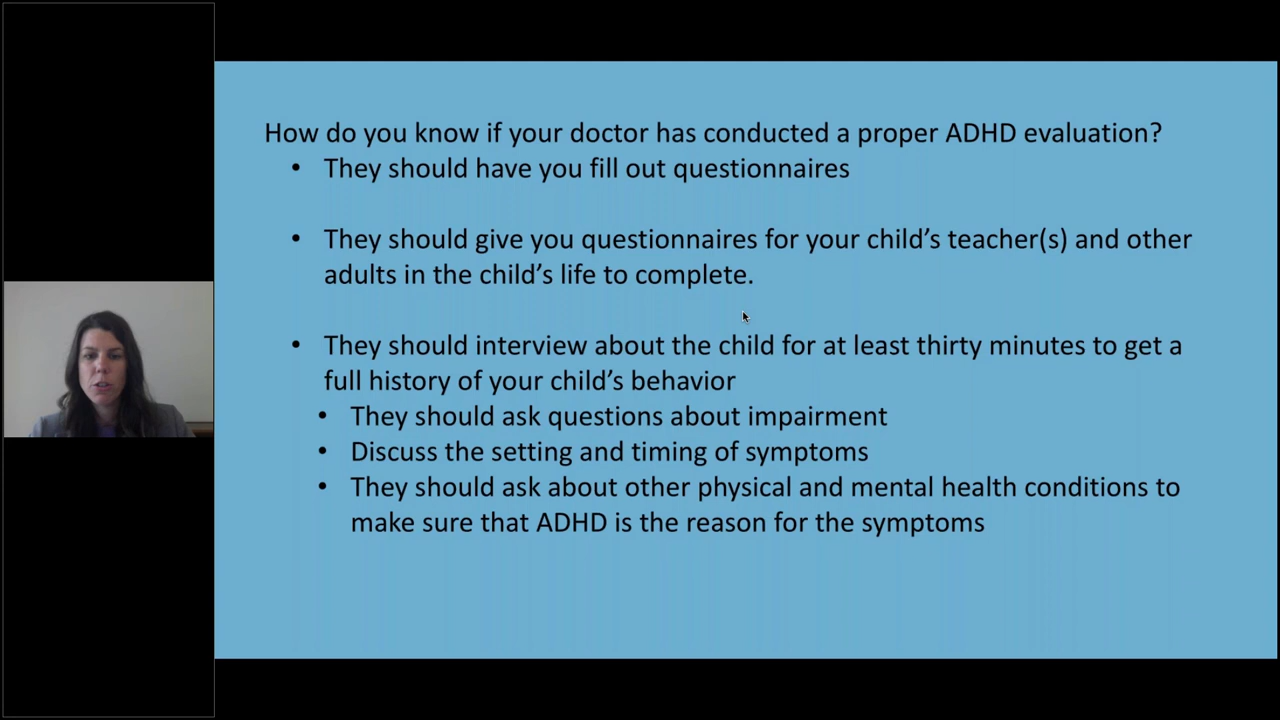 How do you know if your doctor has conducted a proper ADHD evaluation?
• They should have you fill out questionnaires
• They should give you questionnaires for your child’s teacher(s) and other
adults in the child’s life to complete.
• They should interview about the child for at least thirty minutes to get a
full history of your child’s behavior
• They should ask questions about impairment
• Discuss the setting and timing of symptoms
• They should ask about other physical and mental health conditions to
make sure that ADHD is the reason for the symptoms